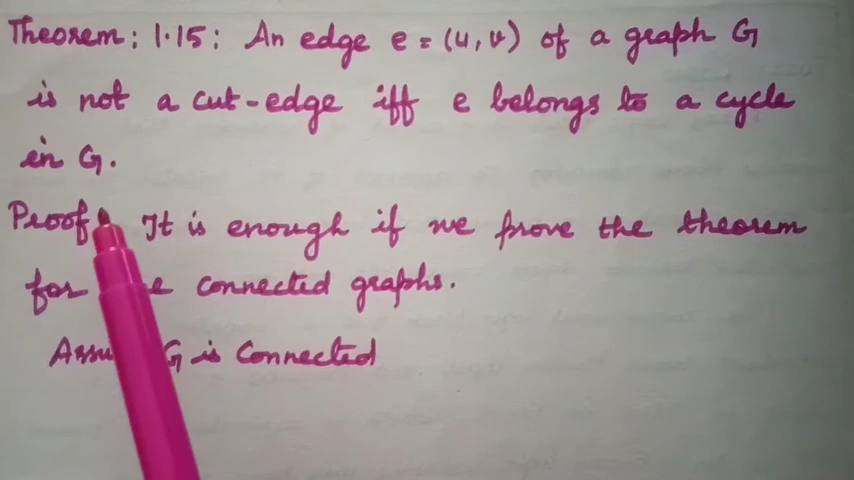 Theorem: 1.15: An edge e = (u, v) of a graph G
is not a cut-edge iff e belongs to a cycle
in G.
Proof It is enough if we prove the theorem
for connected graphs.
G is connected